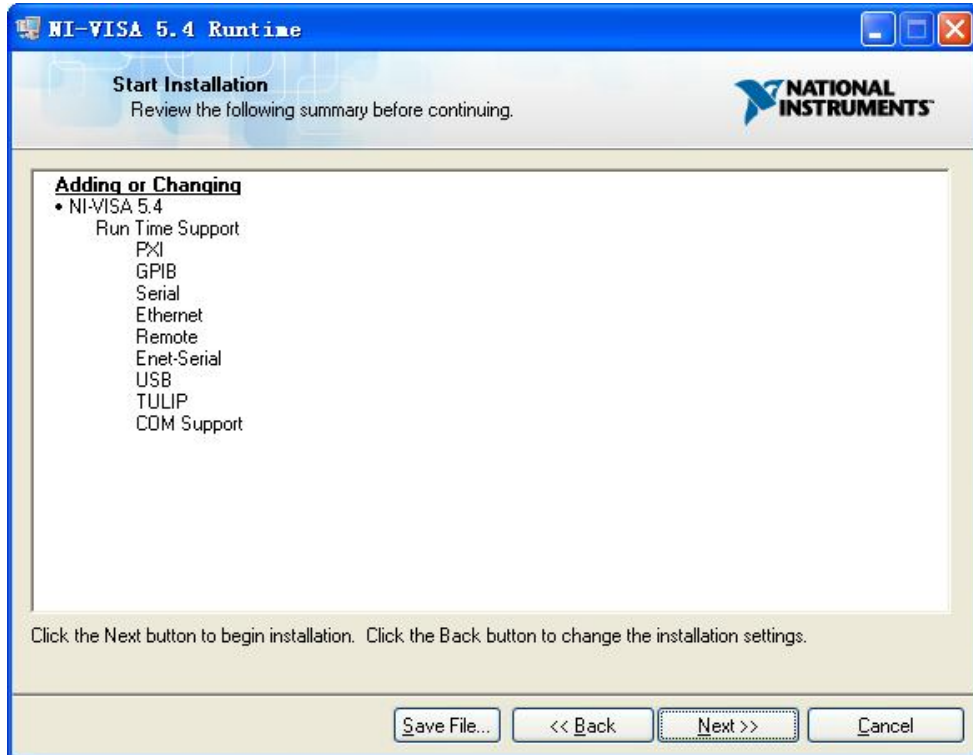 NI-VISA 5.4 Runtime
Start Installation
Review the following summary before continuing.
NATIONAL
INSTRUMENTS™
Adding or Changing
• NI-VISA 5.4
Run Time Support
PXI
GPIB
Serial
Ethernet
Remote
Enet-Serial
USB
TULIP
COM Support
Click the Next button to begin installation.  Click the Back button to change the installation settings.
Save File...
<< Back
Next >>
Cancel